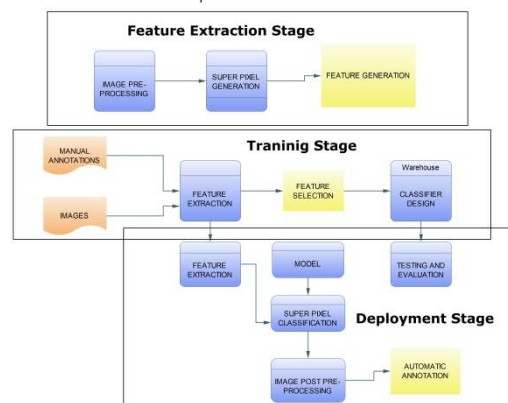 Feature Extraction Stage
IMAGE PRE-
PROCESSING
SUPER PIXEL
GENERATION
FEATURE GENERATION
Traninig Stage
MANUAL
ANNOTATIONS
IMAGES
FEATURE
EXTRACTION
FEATURE
SELECTION
Warehouse
CLASSIFIER
DESIGN
FEATURE
EXTRACTION
MODEL
TESTING AND
EVALUATION
SUPER PIXEL
CLASSIFICATION
Deployment Stage
IMAGE POST PRE-
PROCESSING
AUTOMATIC
ANNOTATION